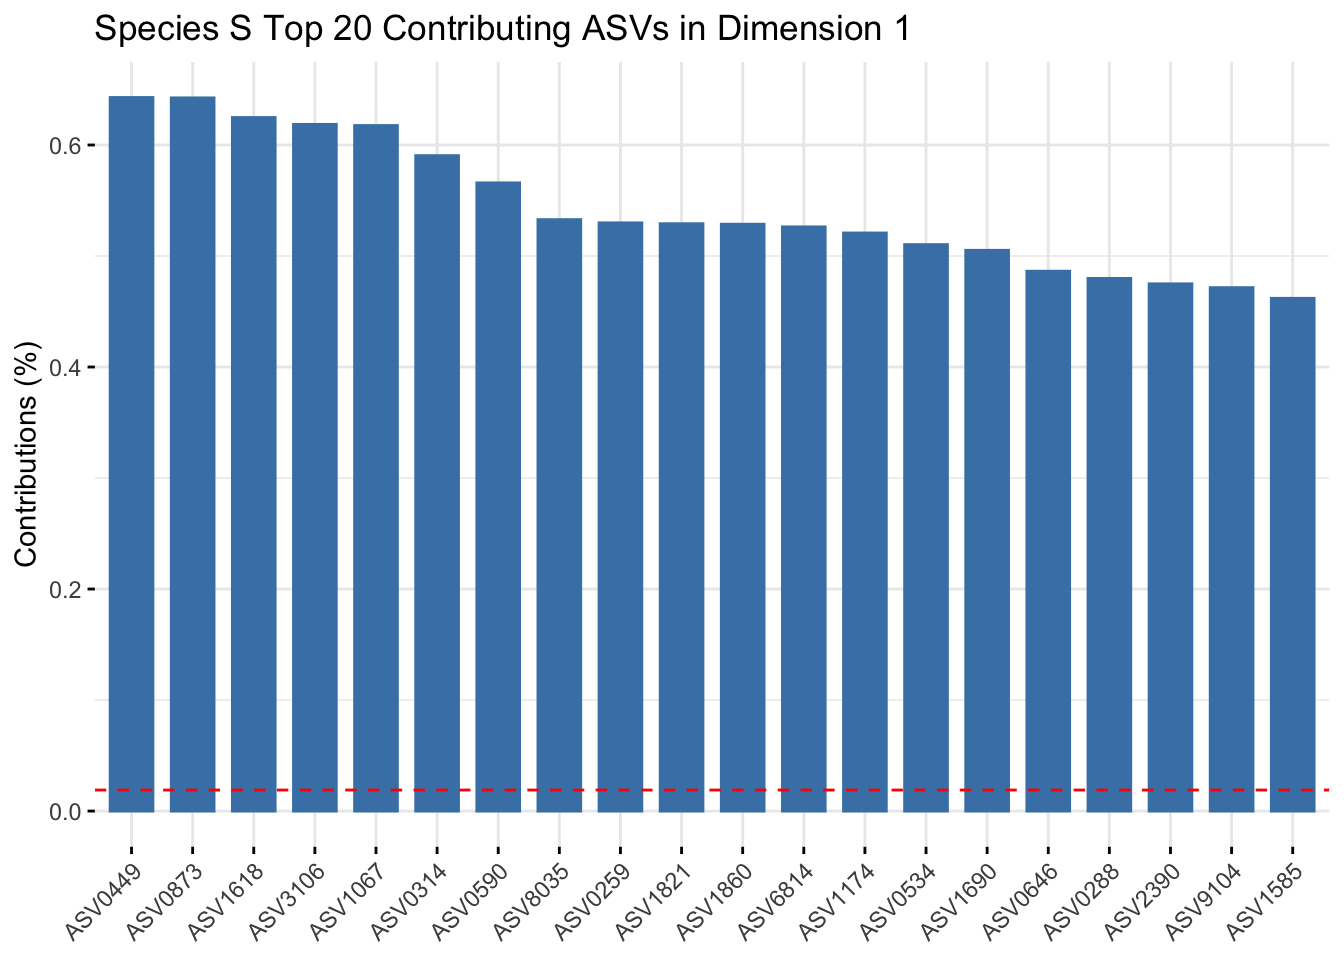 Species S Top 20 Contributing ASVs in Dimension 1
Contributions (%)
0.6
0.4
0.2
0.0
ASV0449
ASV0873
ASV1618
ASV3106
ASV1067
ASV0314
ASV0590
ASV8035
ASV0259
ASV1821
ASV1860
ASV6814
ASV1174
ASV0534
ASV1690
ASV0646
ASV0288
ASV2390
ASV9104
ASV1585